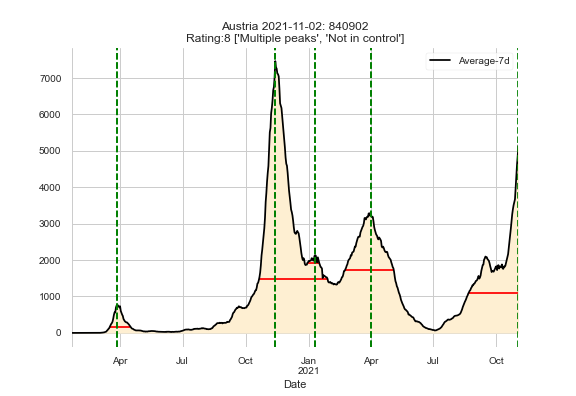 Austria 2021-11-02: 840902
Rating:8 ['Multiple peaks', 'Not in control']
Average-7d
7000
6000
5000
4000
3000
2000
1000
0
Apr Jul Oct Jan Apr Jul Oct
2021
Date